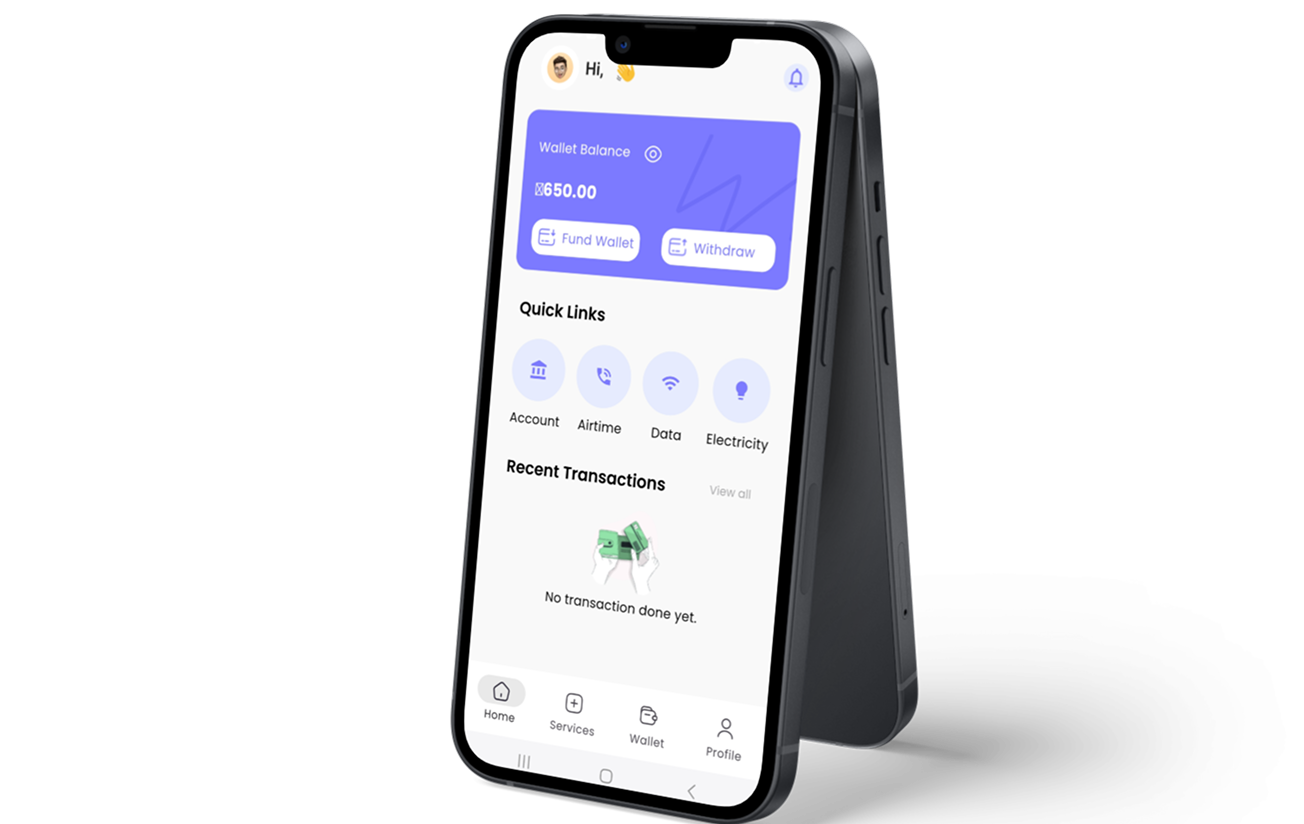 Hi, 👋
Wallet Balance
▯650.00
Fund Wallet
Withdraw
Quick Links
Account
Airtime
Data
Electricity
Recent Transactions
View all
No transaction done yet.
Home
Services
Wallet
Profile